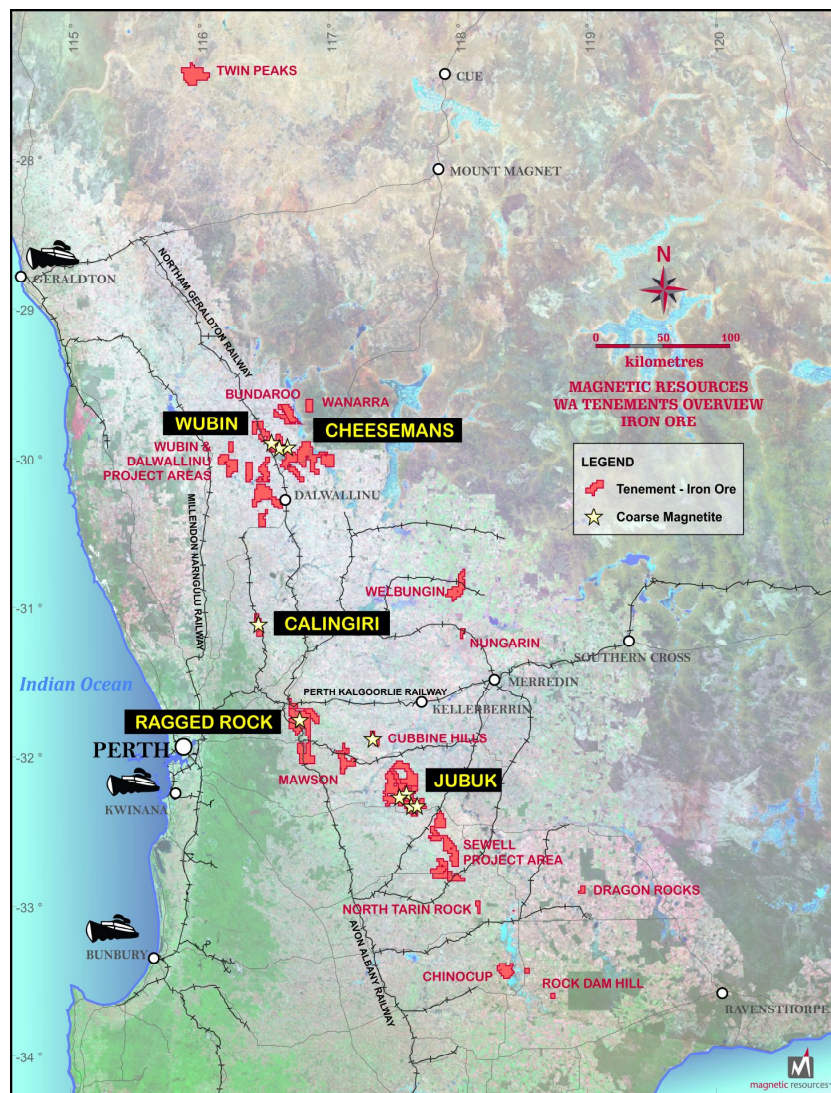 115
116
117
118
119
120
TWIN PEAKS
CUE
-28 °
MOUNT MAGNET
GERALDTON
NORTHAM GERALDTON RAILWAY
N
-29
0 50 100
kilometres
MAGNETIC RESOURCES
WA TENEMENTS OVERVIEW
IRON ORE
BUNDAROO
WANARRA
WUBIN
CHEESEMANS
WUBIN &
DALWALLINU
PROJECT AREAS
-30 °
LEGEND
Tenement - Iron Ore
Coarse Magnetite
DALWALLINU
MILLENDON NARNGULU RAILWAY
WELBUNGIN
-31 °
CALINGIRI
NUNGARIN
SOUTHERN CROSS
MERREDIN
Indian Ocean
PERTH KALGOORLIE RAILWAY
KELLERBERRIN
RAGGED ROCK
CUBBINE HILLS
PERTH
-32 °
MAWSON
JUBUK
KWINANA
SEWELL
PROJECT AREA
DRAGON ROCKS
-33 °
NORTH TARIN ROCK
AVON ALBANY RAILWAY
BUNBURY
CHINOCUP
ROCK DAM HILL
RAVENSTHORPE
-34 °
magnetic resources